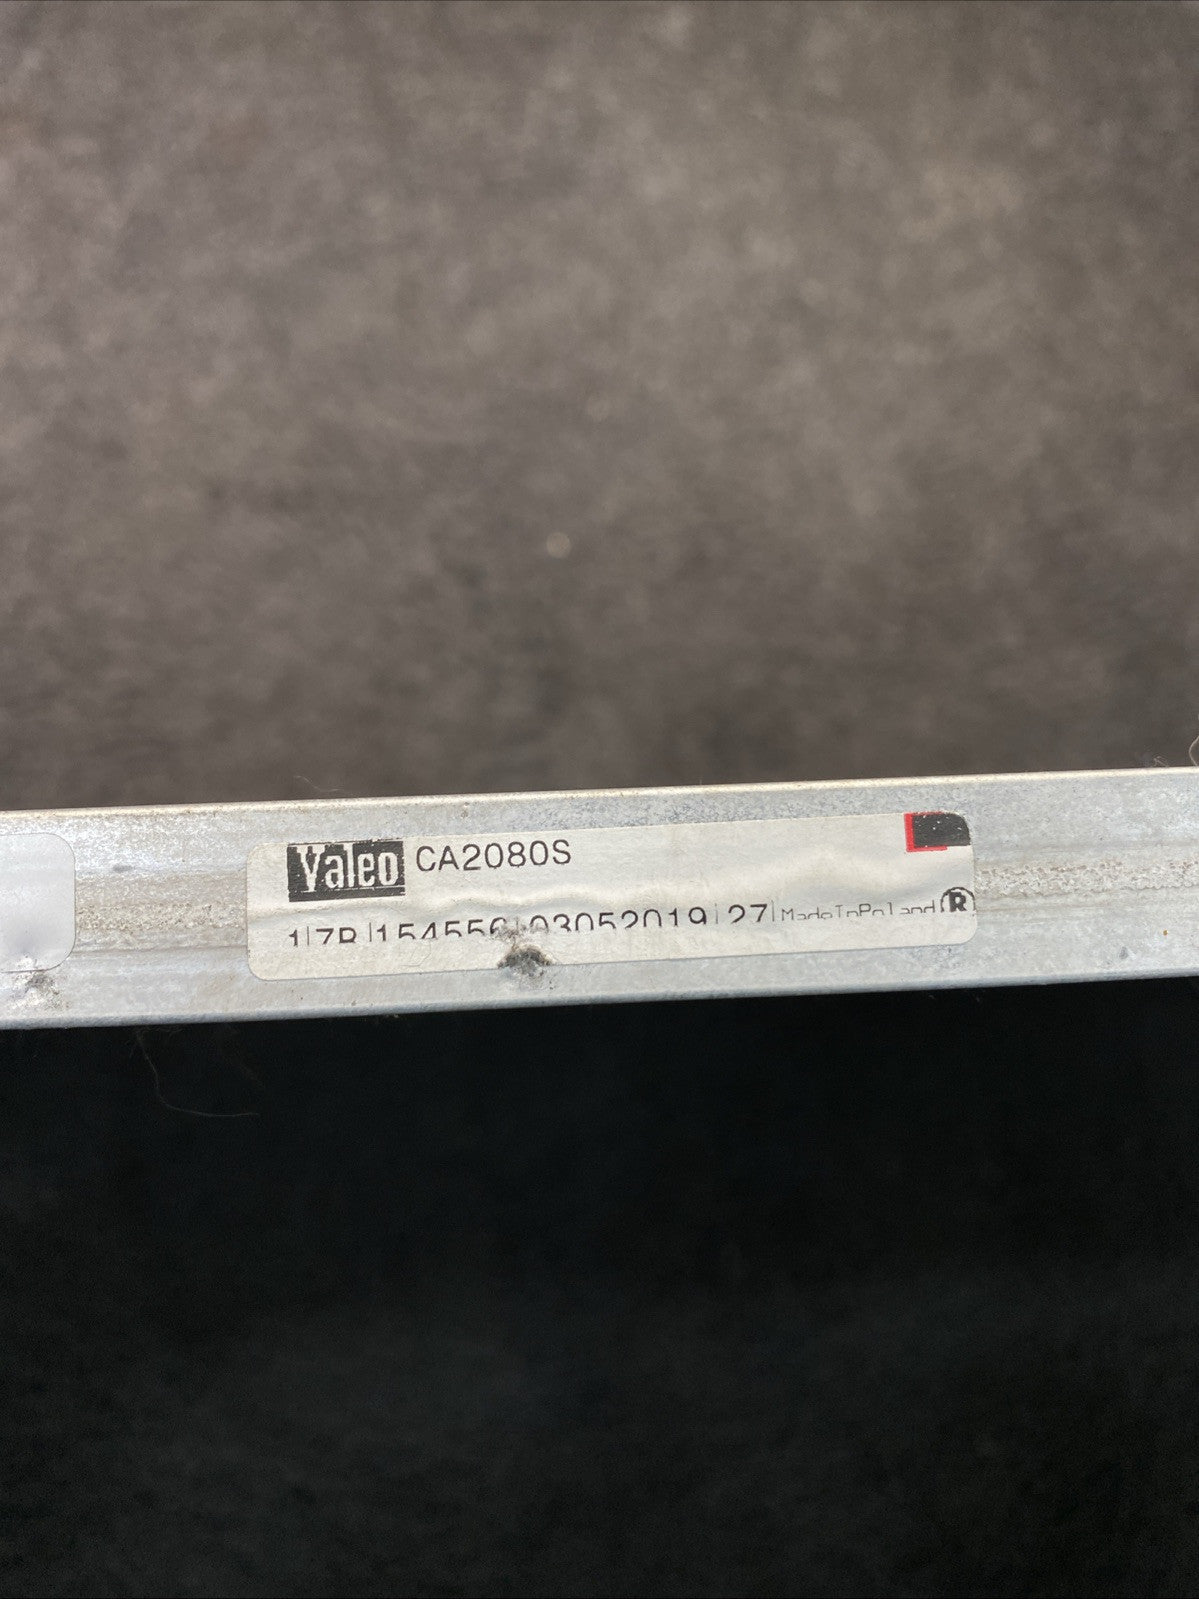 Valeo CA2080S
1|7B|154556|03052019|27|MadeInPoland ®